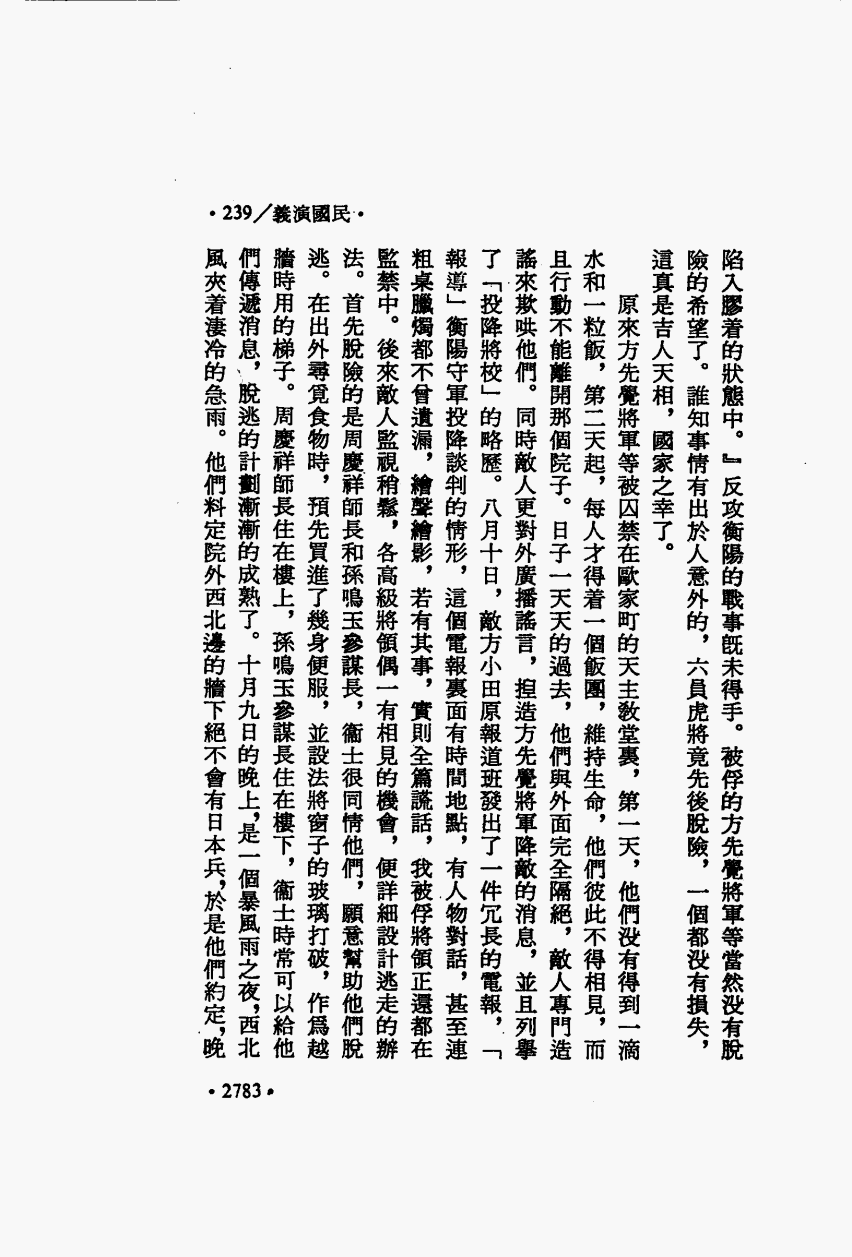 •239／義演國民•
陷入膠着的狀態中。』反攻衡陽的戰事既未得手。被俘的方先覺將軍等當然没有脫
險的希望了。誰知事情有出於人意外的，六員虎將竟先後脫險，一個都没有損失，
這真是吉人天相，國家之幸了。
原來方先覺將軍等被囚禁在歐家町的天主教堂裏，第一天，他們没有得到一滴
水和一粒飯，第二天起，每人才得着一個飯團，維持生命，他們彼此不得相見，而
且行動不能離開那個院子。日子一天天的過去，他們與外面完全隔絕，敵人專門造
謠來欺哄他們。同時敵人更對外廣播謠言，揑造方先覺將軍降敵的消息，並且列舉
了「投降將校」的略歷。八月十日，敵方小田原報道班發出了一件冗長的電報，「
報導」衡陽守軍投降談判的情形，這個電報裏面有時間地點，有人物對話，甚至連
粗桌臘燭都不曾遺漏，繪聲繪影，若有其事，實則全篇謊話，我被俘將領正還都在
監禁中。後來敵人監視稍鬆，各高級將領偶一有相見的機會，便詳細設計逃走的辦
法。首先脫險的是周慶祥師長和孫鳴玉參謀長，衞士很同情他們，願意幫助他們脫
逃。在出外尋覓食物時，預先買進了幾身便服，並設法將窗子的玻璃打破，作爲越
牆時用的梯子。周慶祥師長住在樓上，孫鳴玉參謀長住在樓下，衞士時常可以給他
們傳遞消息，脫逃的計劃漸漸的成熟了。十月九日的晚上，是一個暴風雨之夜，西北
風夾着淒冷的急雨。他們料定院外西北邊的牆下絕不會有日本兵，於是他們約定，晚
•2783•